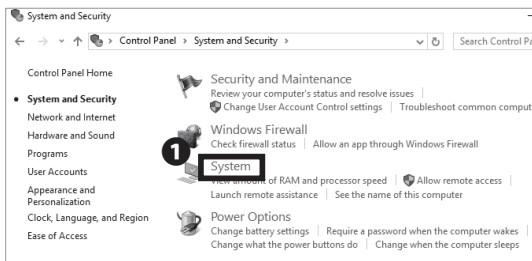 System and Security
Control Panel > System and Security >
Search Control Pa
Control Panel Home
System and Security
Network and Internet
Hardware and Sound
Programs
User Accounts
Appearance and
Personalization
Clock, Language, and Region
Ease of Access
Security and Maintenance
Review your computer's status and resolve issues
Change User Account Control settings | Troubleshoot common comput
Windows Firewall
Check firewall status | Allow an app through Windows Firewall
1
System
View amount of RAM and processor speed | Allow remote access
Launch remote assistance | See the name of this computer
Power Options
Change battery settings | Require a password when the computer wakes
Change what the power buttons do | Change when the computer sleeps